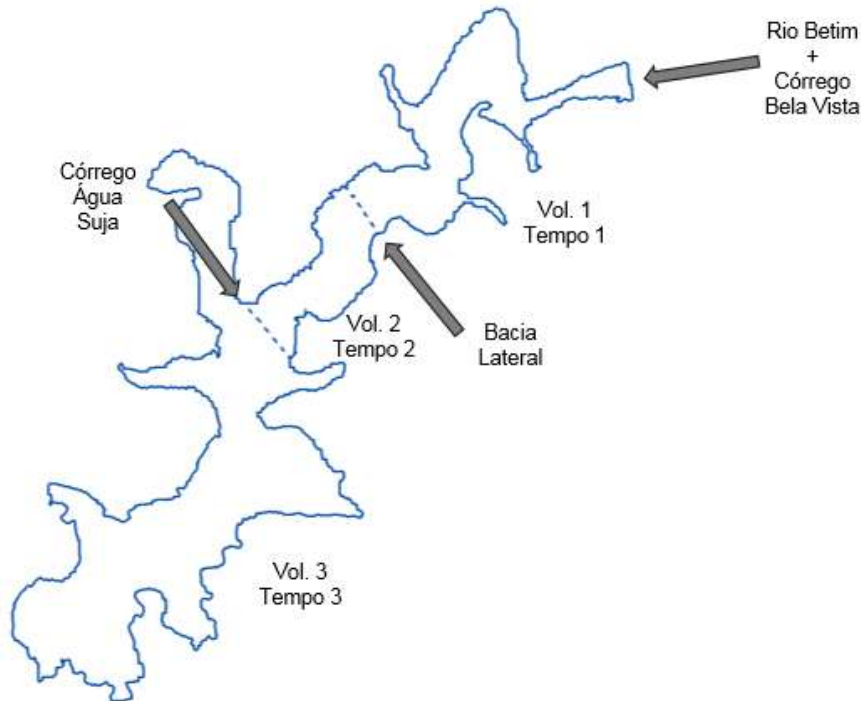 Rio Betim
+
Córrego
Bela Vista
Córrego
Água
Suja
Vol. 1
Tempo 1
Vol. 2
Tempo 2
Bacia
Lateral
Vol. 3
Tempo 3